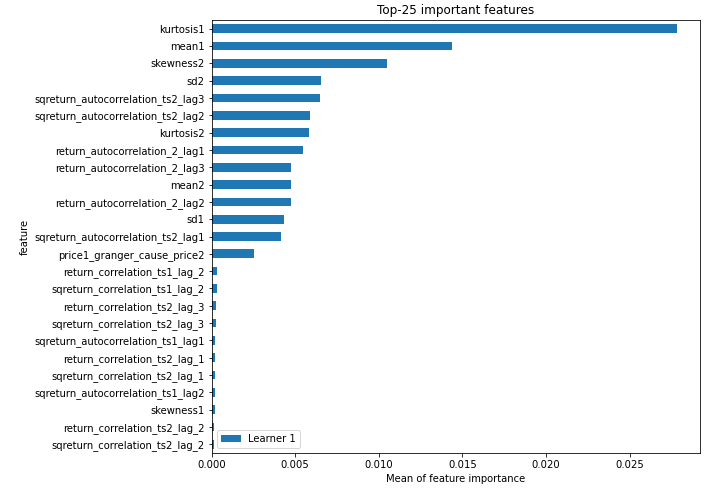 Top-25 important features
kurtosis1
mean1
skewness2
sd2
sqreturn_autocorrelation_ts2_lag3
sqreturn_autocorrelation_ts2_lag2
kurtosis2
return_autocorrelation_2_lag1
return_autocorrelation_2_lag3
mean2
return_autocorrelation_2_lag2
sd1
sqreturn_autocorrelation_ts2_lag1
price1_granger_cause_price2
return_correlation_ts1_lag_2
sqreturn_correlation_ts1_lag_2
return_correlation_ts2_lag_3
sqreturn_correlation_ts2_lag_3
sqreturn_autocorrelation_ts1_lag1
return_correlation_ts2_lag_1
sqreturn_correlation_ts2_lag_1
sqreturn_autocorrelation_ts1_lag2
skewness1
return_correlation_ts2_lag_2
sqreturn_correlation_ts2_lag_2
feature
Learner 1
0.000 0.005 0.010 0.015 0.020 0.025
Mean of feature importance